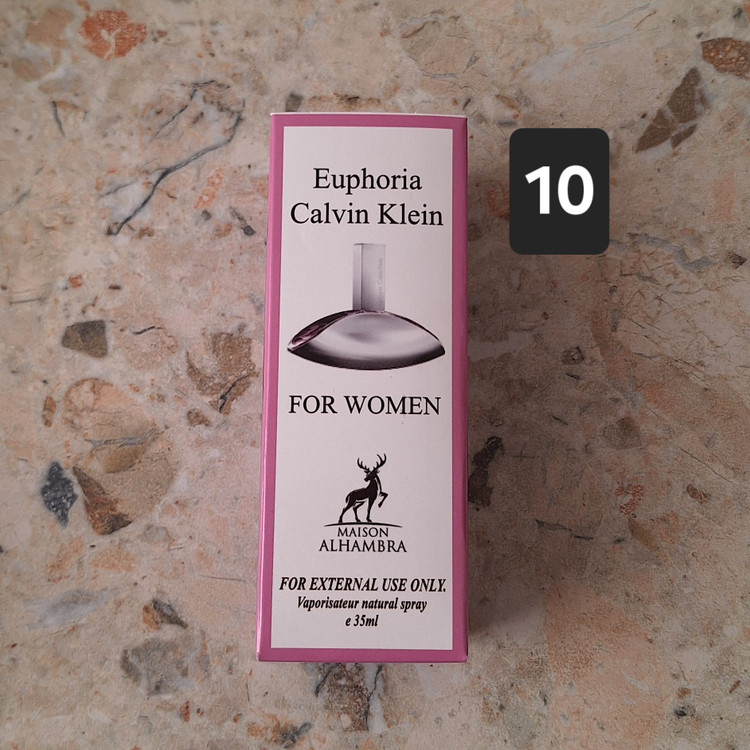 Euphoria
Calvin Klein
FOR WOMEN
MAISON
ALHAMBRA
FOR EXTERNAL USE ONLY.
Vaporisateur natural spray
e 35ml
10